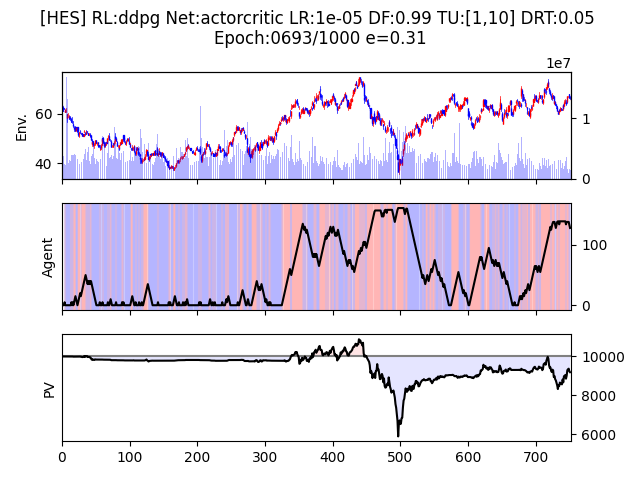 [HES] RL:ddpg Net:actorcritic LR:1e-05 DF:0.99 TU:[1,10] DRT:0.05
Epoch:0693/1000 e=0.31
1e7
Env.
60
40
1
0
Agent
100
0
PV
10000
8000
6000
0 100 200 300 400 500 600 700